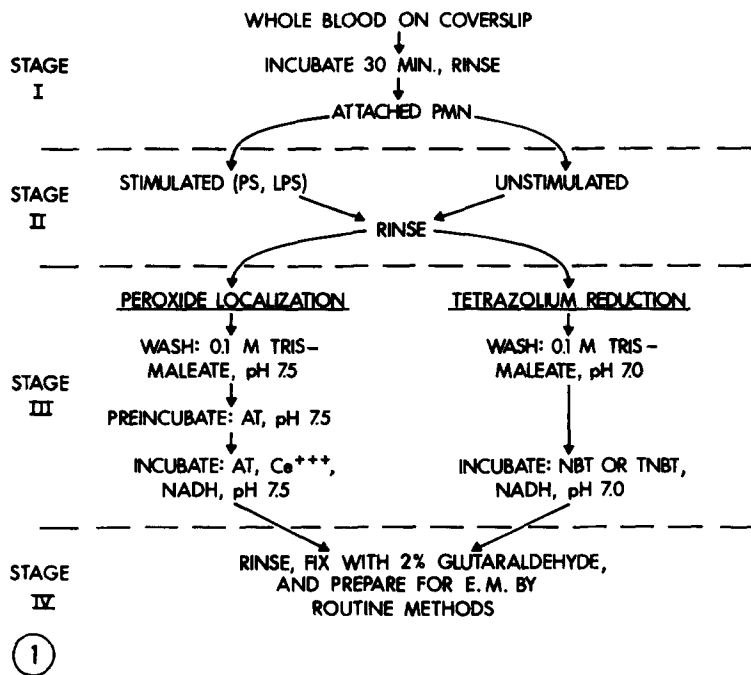 WHOLE BLOOD ON COVERSLIP
STAGE
I
INCUBATE 30 MIN., RINSE
ATTACHED PMN
STAGE
II
STIMULATED (PS, LPS)
UNSTIMULATED
RINSE
STAGE
III
PEROXIDE LOCALIZATION
WASH: 0.1 M TRIS-
MALEATE, pH 7.5
PREINCUBATE: AT, pH 7.5
INCUBATE: AT, Ce+++,
NADH, pH 7.5
TETRAZOLIUM REDUCTION
WASH: 0.1 M TRIS-
MALEATE, pH 7.0
INCUBATE: NBT OR TNBT,
NADH, pH 7.0
STAGE
IV
RINSE, FIX WITH 2% GLUTARALDEHYDE,
AND PREPARE FOR E.M. BY
ROUTINE METHODS
1